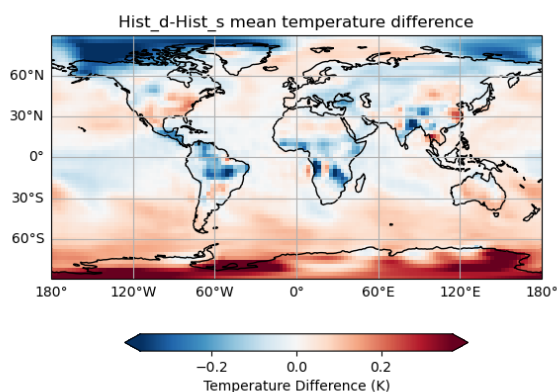 Hist_d-Hist_s mean temperature difference
60°N
30°N
0°
30°S
60°S
180° 120°W 60°W 0° 60°E 120°E 180°
−0.2 0.0 0.2
Temperature Difference (K)